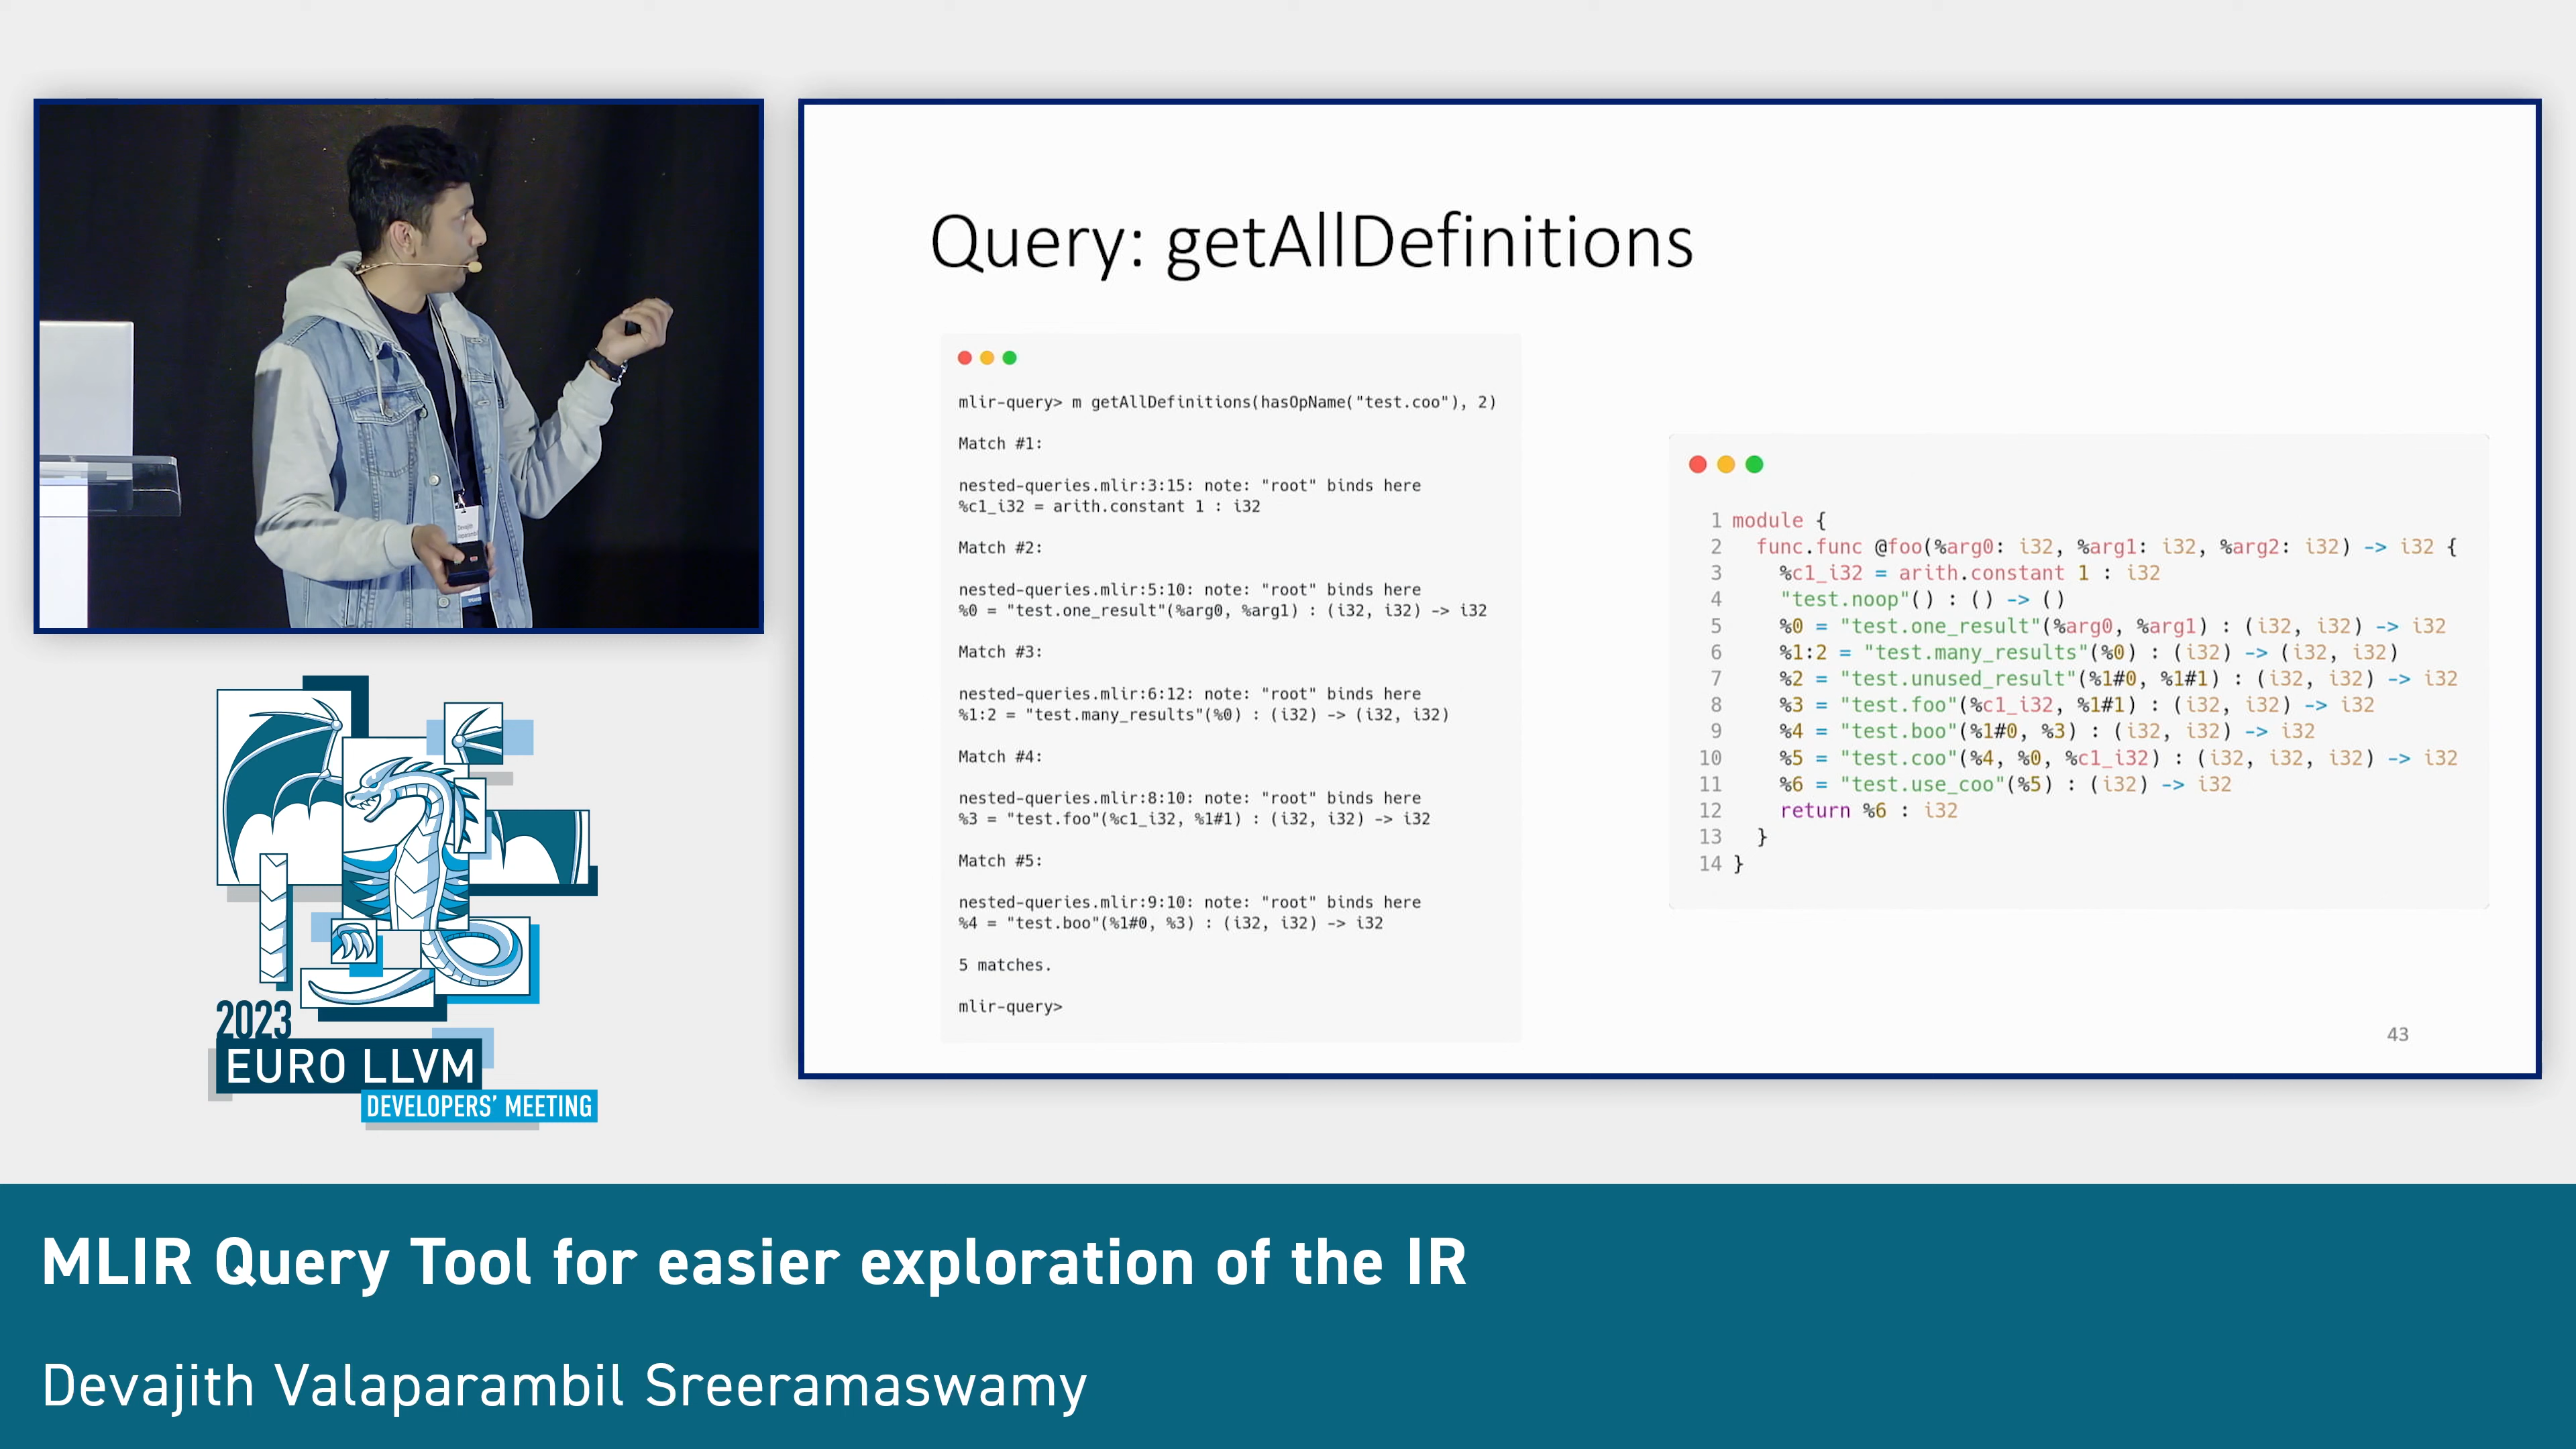 Query: getAllDefinitions
mlir-query> m getAllDefinitions(hasOpName("test.coo"), 2)
Match #1:
nested-queries.mlir:3:15: note: "root" binds here
%c1_i32 = arith.constant 1 : i32
Match #2:
nested-queries.mlir:5:10: note: "root" binds here
%0 = "test.one_result"(%arg0, %arg1) : (i32, i32) -> i32
Match #3:
nested-queries.mlir:6:12: note: "root" binds here
%1:2 = "test.many_results"(%0) : (i32) -> (i32, i32)
Match #4:
nested-queries.mlir:8:10: note: "root" binds here
%3 = "test.foo"(%c1_i32, %1#1) : (i32, i32) -> i32
Match #5:
nested-queries.mlir:9:10: note: "root" binds here
%4 = "test.boo"(%1#0, %3) : (i32, i32) -> i32
5 matches.
mlir-query>
1 module {
2 func.func @foo(%arg0: i32, %arg1: i32, %arg2: i32) -> i32 {
3 %c1_i32 = arith.constant 1 : i32
4 "test.noop"() : () -> ()
5 %0 = "test.one_result"(%arg0, %arg1) : (i32, i32) -> i32
6 %1:2 = "test.many_results"(%0) : (i32) -> (i32, i32)
7 %2 = "test.unused_result"(%1#0, %1#1) : (i32, i32) -> i32
8 %3 = "test.foo"(%c1_i32, %1#1) : (i32, i32) -> i32
9 %4 = "test.boo"(%1#0, %3) : (i32, i32) -> i32
10 %5 = "test.coo"(%4, %0, %c1_i32) : (i32, i32, i32) -> i32
11 %6 = "test.use_coo"(%5) : (i32) -> i32
12 return %6 : i32
13 }
14 }
43
2023
EURO LLVM
DEVELOPERS' MEETING
MLIR Query Tool for easier exploration of the IR
Devajith Valaparambil Sreeramaswamy